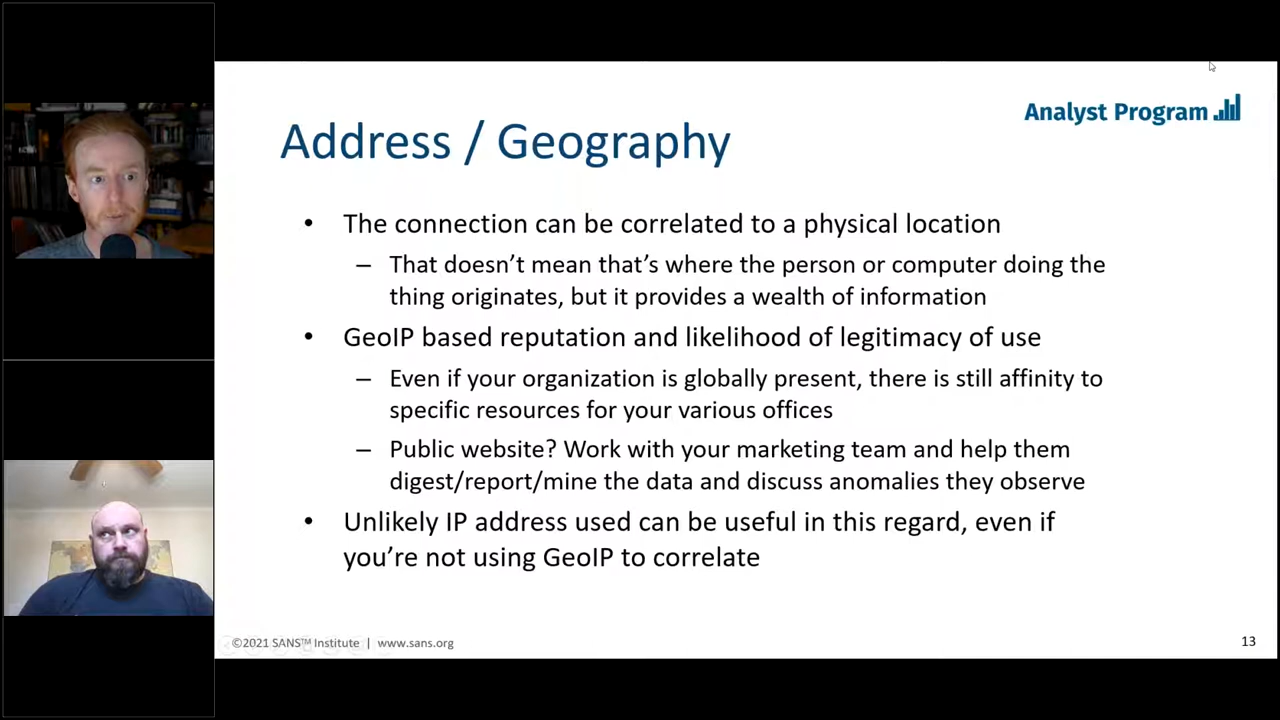 Analyst Program
Address / Geography
• The connection can be correlated to a physical location
– That doesn’t mean that’s where the person or computer doing the
thing originates, but it provides a wealth of information
• GeoIP based reputation and likelihood of legitimacy of use
– Even if your organization is globally present, there is still affinity to
specific resources for your various offices
– Public website? Work with your marketing team and help them
digest/report/mine the data and discuss anomalies they observe
• Unlikely IP address used can be useful in this regard, even if
you’re not using GeoIP to correlate
©2021 SANS™ Institute | www.sans.org
13